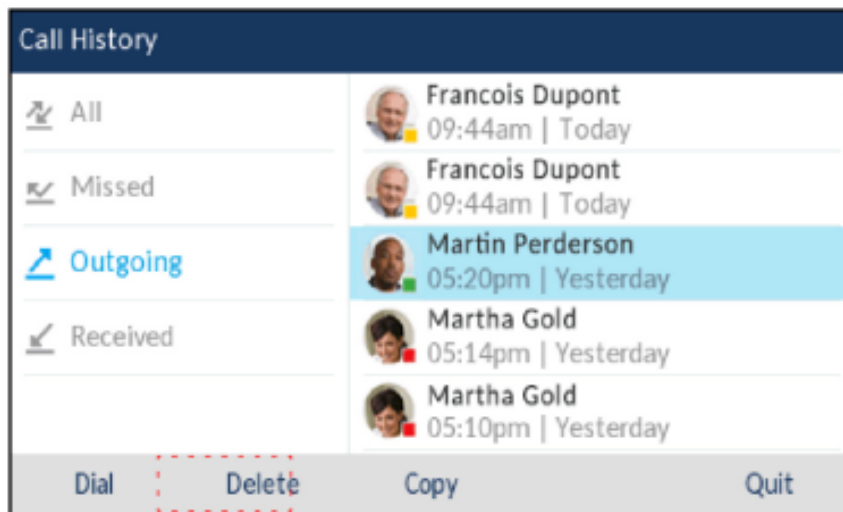 Call History
All
Missed
Outgoing
Received
Francois Dupont
09:44am | Today
Francois Dupont
09:44am | Today
Martin Perderson
05:20pm | Yesterday
Martha Gold
05:14pm | Yesterday
Martha Gold
05:10pm | Yesterday
Dial Delete Copy Quit